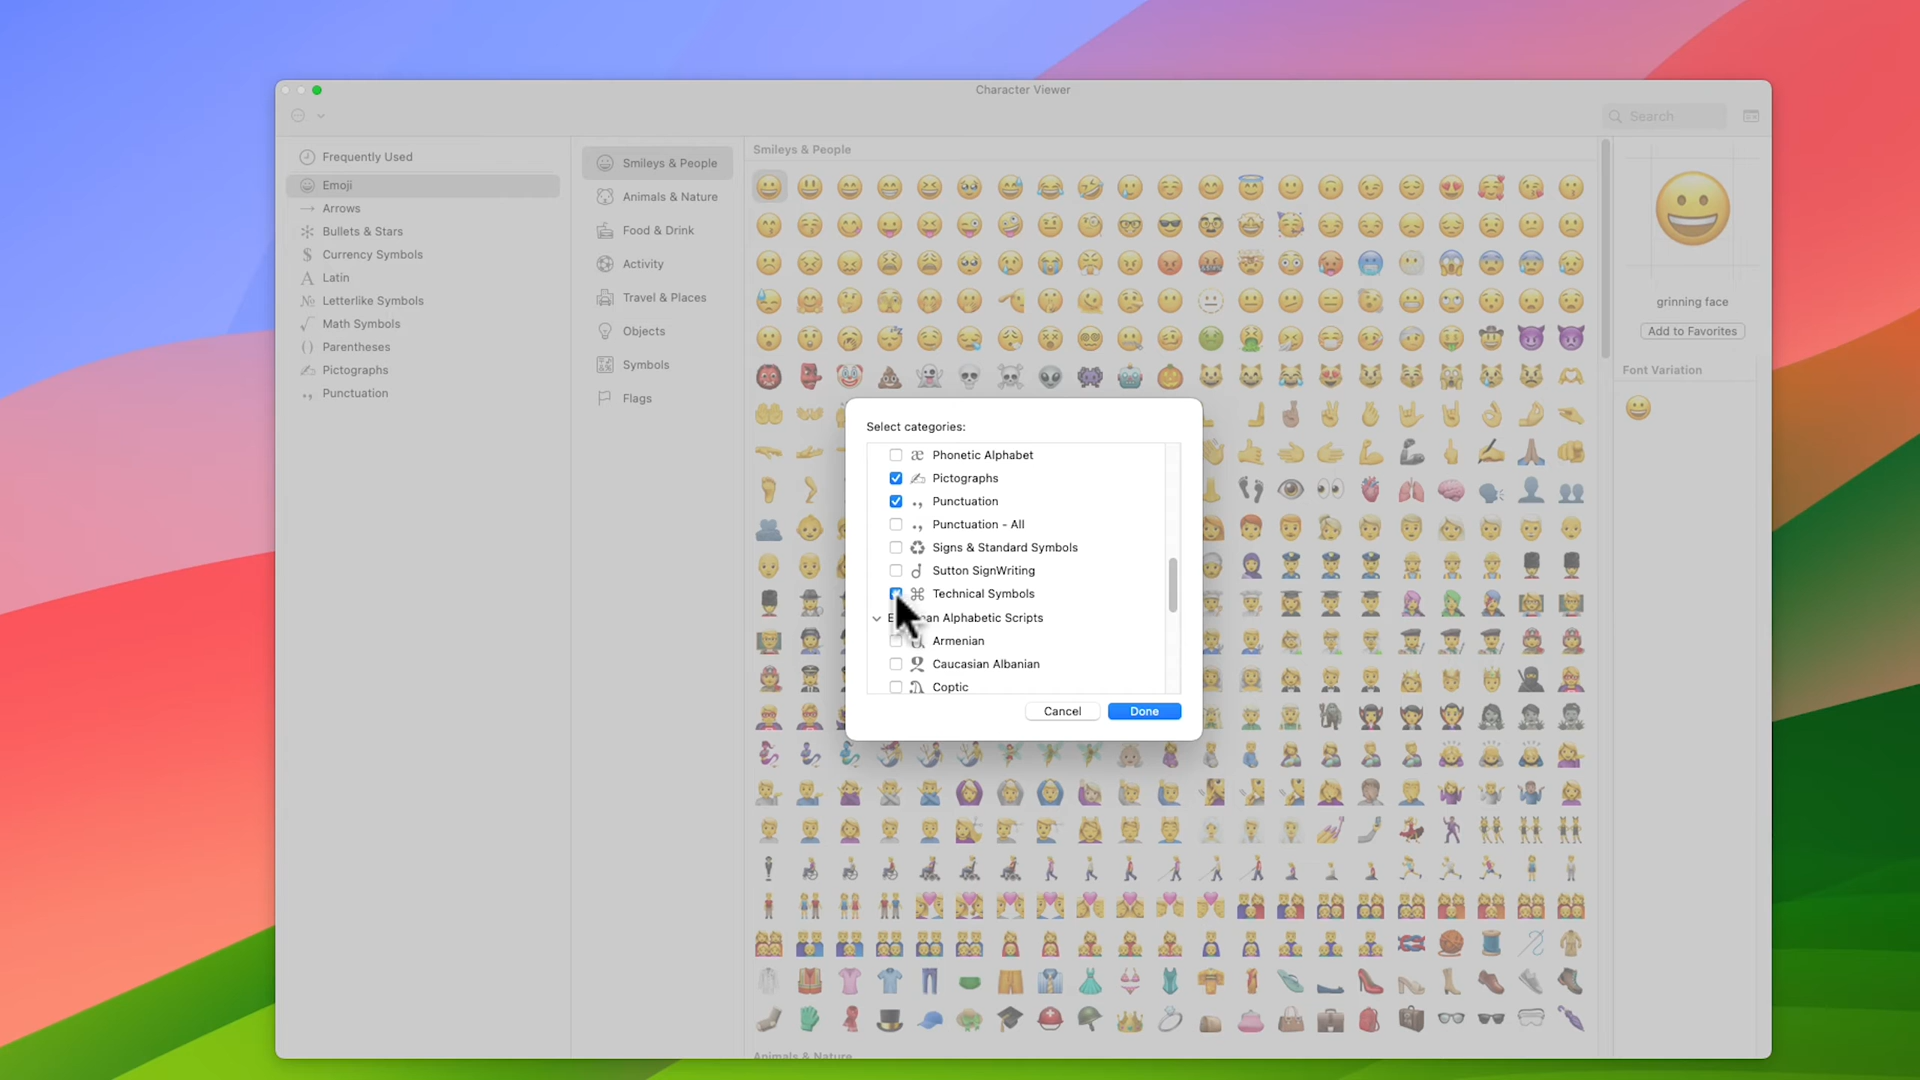 Character Viewer
Search
Frequently Used
Emoji
Arrows
Bullets & Stars
Currency Symbols
Latin
Letterlike Symbols
Math Symbols
Parentheses
Pictographs
Punctuation
Smileys & People
Animals & Nature
Food & Drink
Activity
Travel & Places
Objects
Symbols
Flags
Smileys & People
grinning face
Add to Favorites
Font Variation
Select categories:
Phonetic Alphabet
Pictographs
Punctuation
Punctuation - All
Signs & Standard Symbols
Sutton SignWriting
Technical Symbols
Alphabetic Scripts
Armenian
Caucasian Albanian
Coptic
Cancel
Done
Animals & Nature